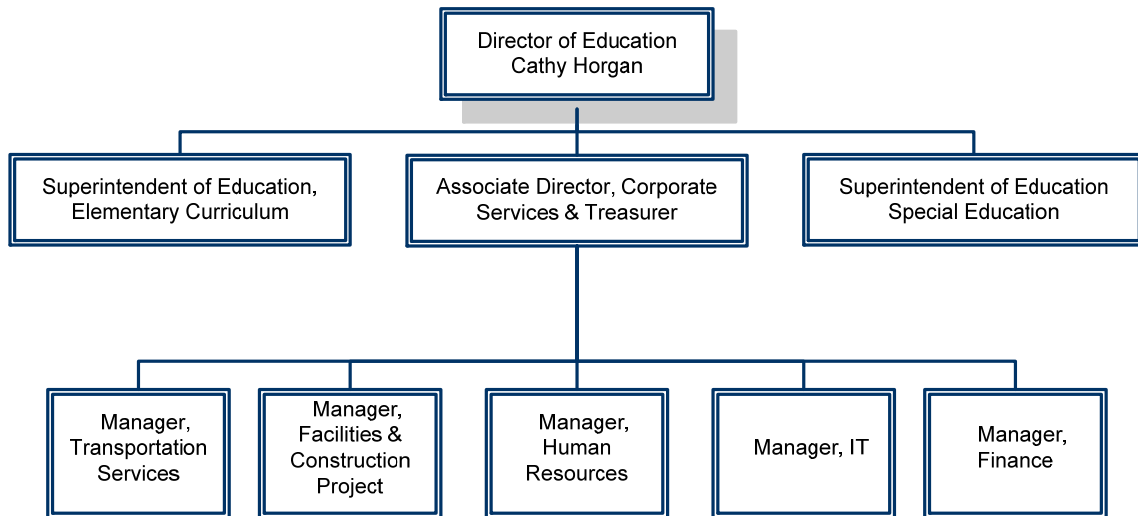 Director of Education
Cathy Horgan
Superintendent of Education,
Elementary Curriculum
Associate Director, Corporate
Services & Treasurer
Superintendent of Education
Special Education
Manager,
Transportation
Services
Manager,
Facilities &
Construction
Project
Manager,
Human
Resources
Manager, IT
Manager,
Finance